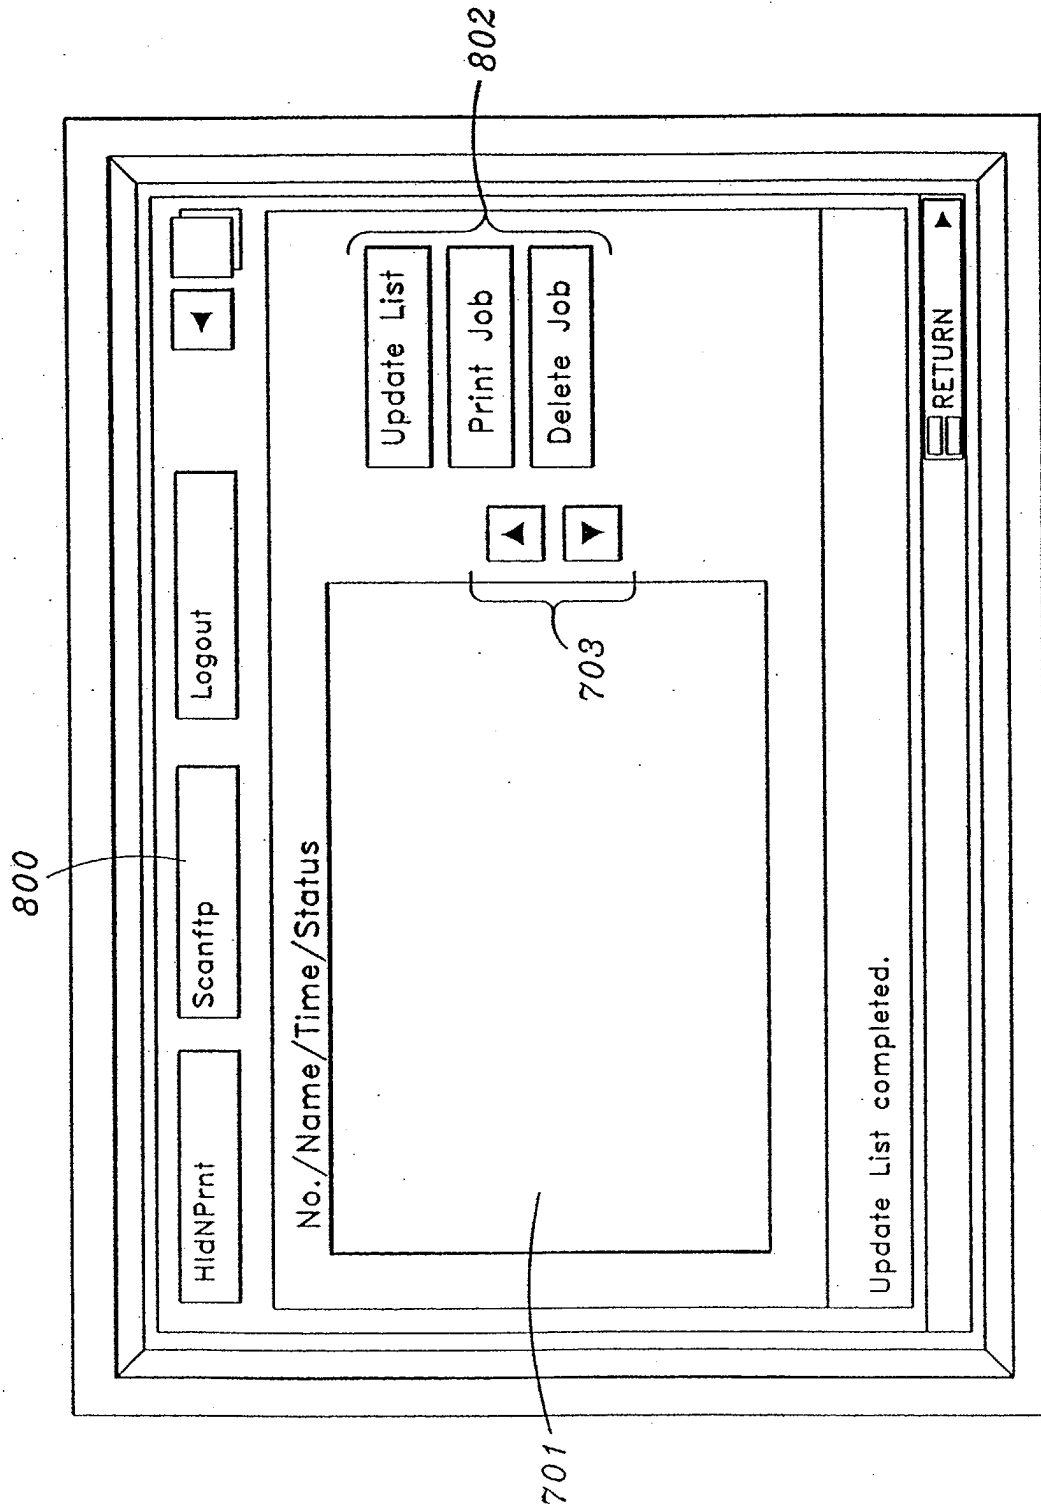 800
802
HldNPrnt
Scanftp
Logout
No./Name/Time/Status
Update List
Print Job
Delete Job
703
701
Update List completed.
RETURN